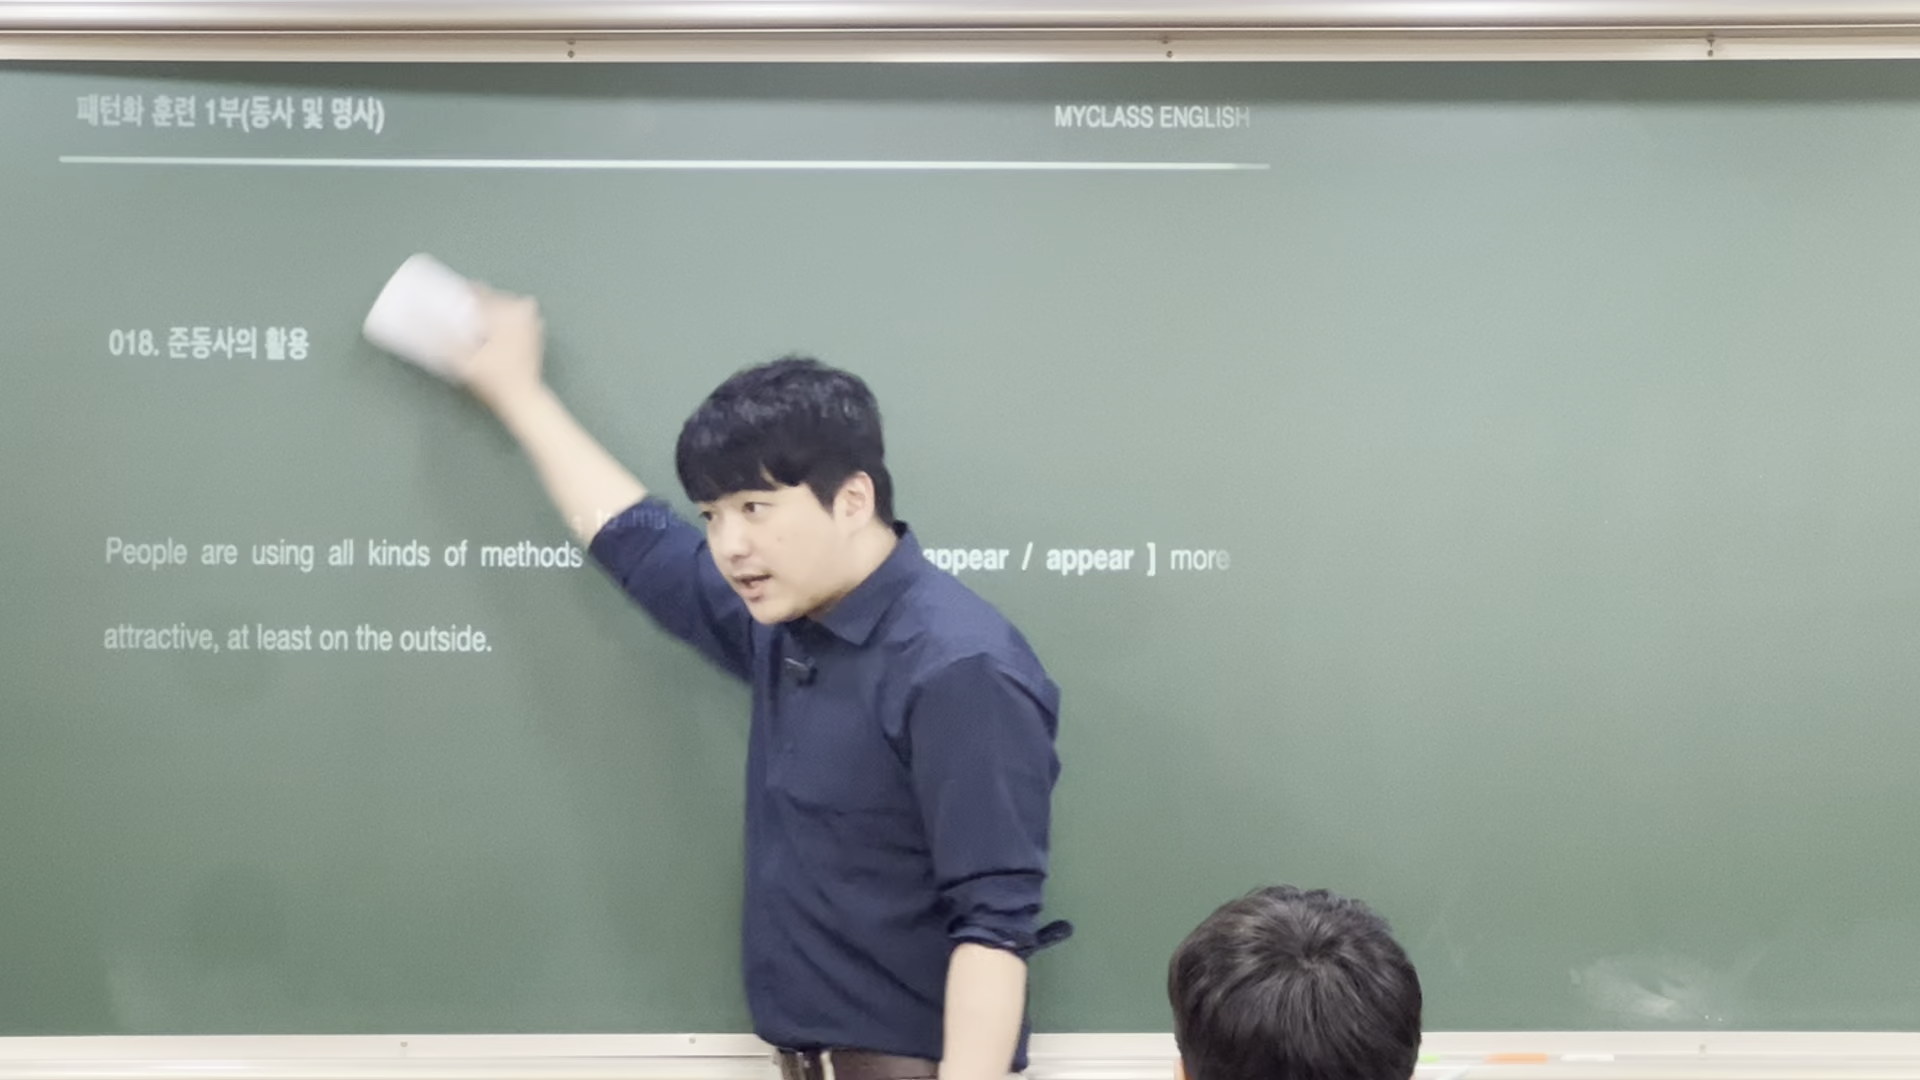 패턴화 훈련 1부(동사 및 명사)
MYCLASS ENGLISH
018. 준동사의 활용
People are using all kinds of methods to appear / appear ] more
attractive, at least on the outside.